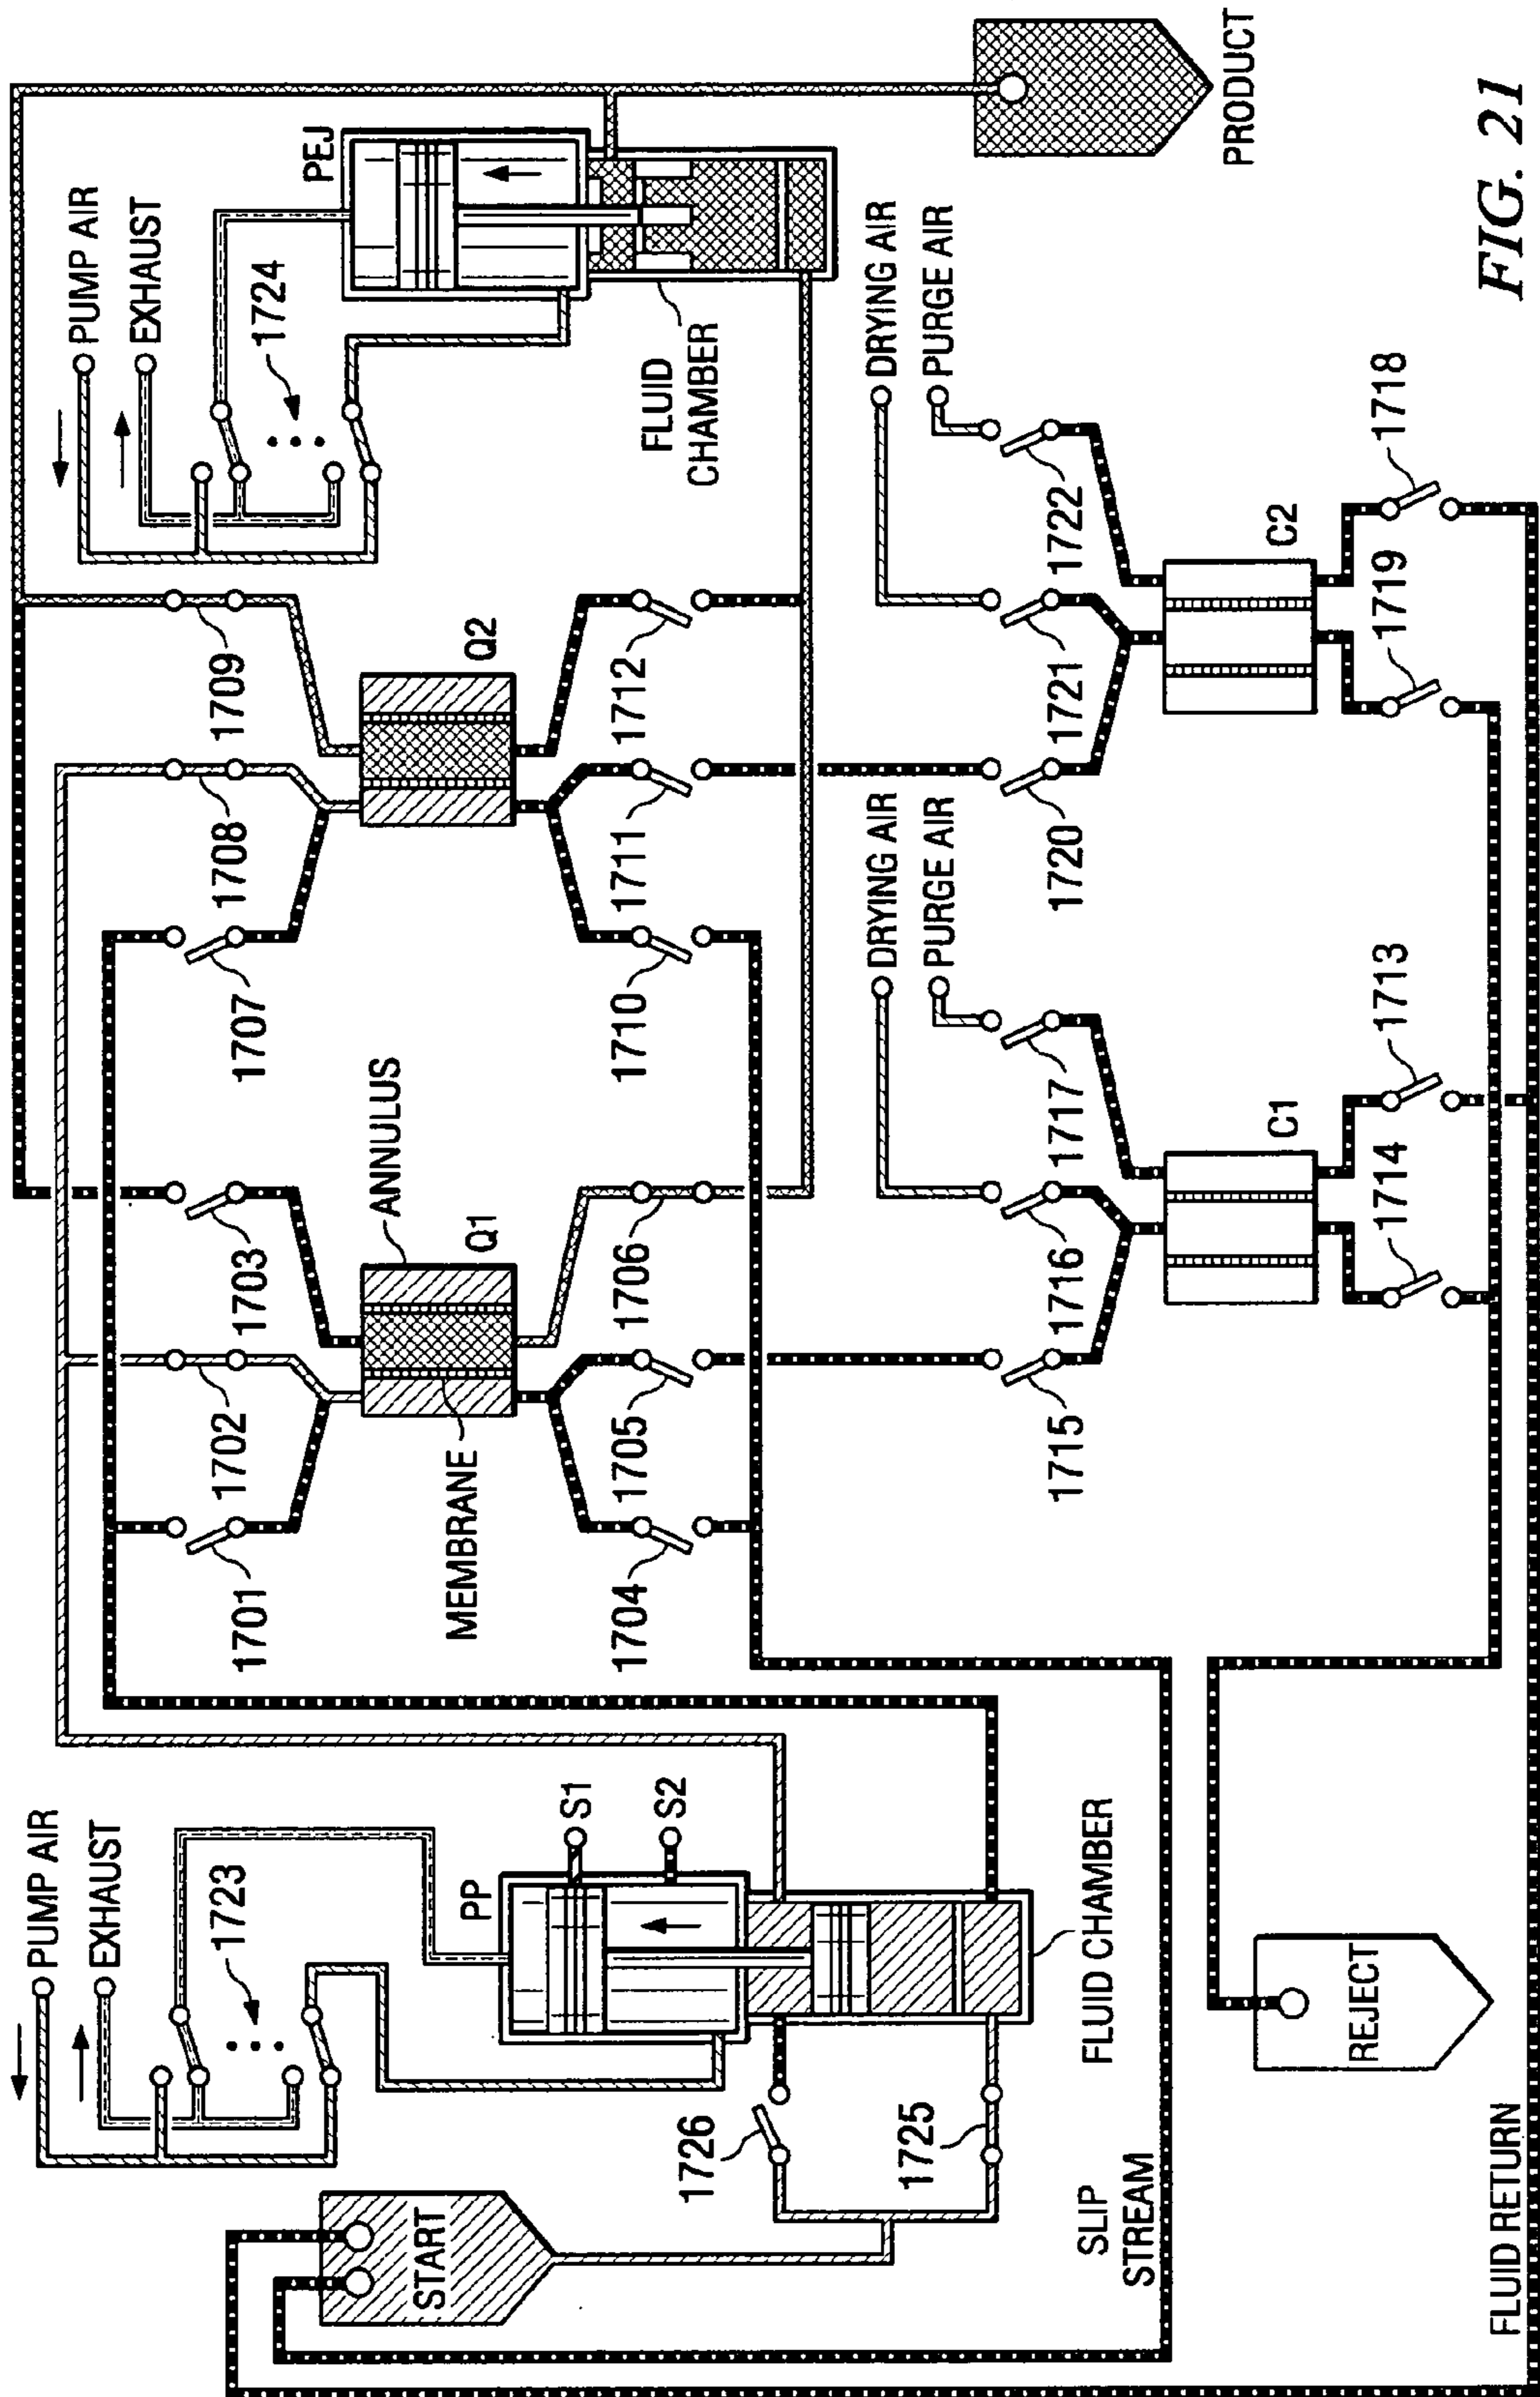 PUMP AIR
EXHAUST
1723
PP
S1
S2
START
1726
1725
SLIP
STREAM
FLUID CHAMBER
REJECT
FLUID RETURN
1701
1702
1703
MEMBRANE
ANNULUS
Q1
1704
1705
1706
1707
1708
1709
Q2
1710
1711
1712
PUMP AIR
EXHAUST
1724
PEJ
FLUID
CHAMBER
DRYING AIR
PURGE AIR
1715
1716
1717
C1
1714
1713
DRYING AIR
PURGE AIR
1720
1721
1722
C2
1719
1718
PRODUCT
FIG. 21